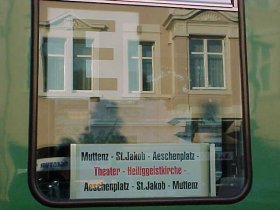 Muttenz - St.Jakob - Aeschenplatz -
Theater - Heiliggeistkirche -
Aeschenplatz - St.Jakob - Muttenz